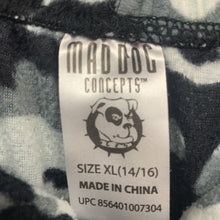 MAD DOG
CONCEPTS™
SIZE XL(14/16)
MADE IN CHINA
UPC 856401007304